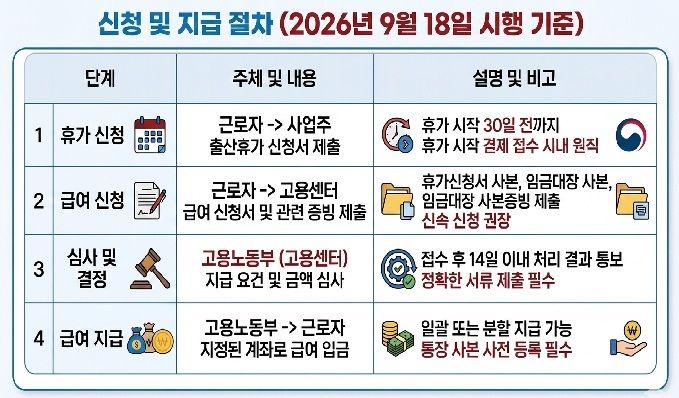 신청 및 지급 절차 (2026년 9월 18일 시행 기준)
단계
주체 및 내용
설명 및 비고
1
휴가 신청
근로자 -> 사업주
출산휴가 신청서 제출
휴가 시작 30일 전까지
휴가 시작 결제 접수 시내 원직
2
급여 신청
근로자 -> 고용센터
급여 신청서 및 관련 증빙 제출
휴가신청서 사본, 임금대장 사본,
임금대장 사본증빙 제출
신속 신청 권장
3
심사 및
결정
고용노동부 (고용센터)
지급 요건 및 금액 심사
접수 후 14일 이내 처리 결과 통보
정확한 서류 제출 필수
4
급여 지급
고용노동부 -> 근로자
지정된 계좌로 급여 입금
일괄 또는 분할 지급 가능
통장 사본 사전 등록 필수